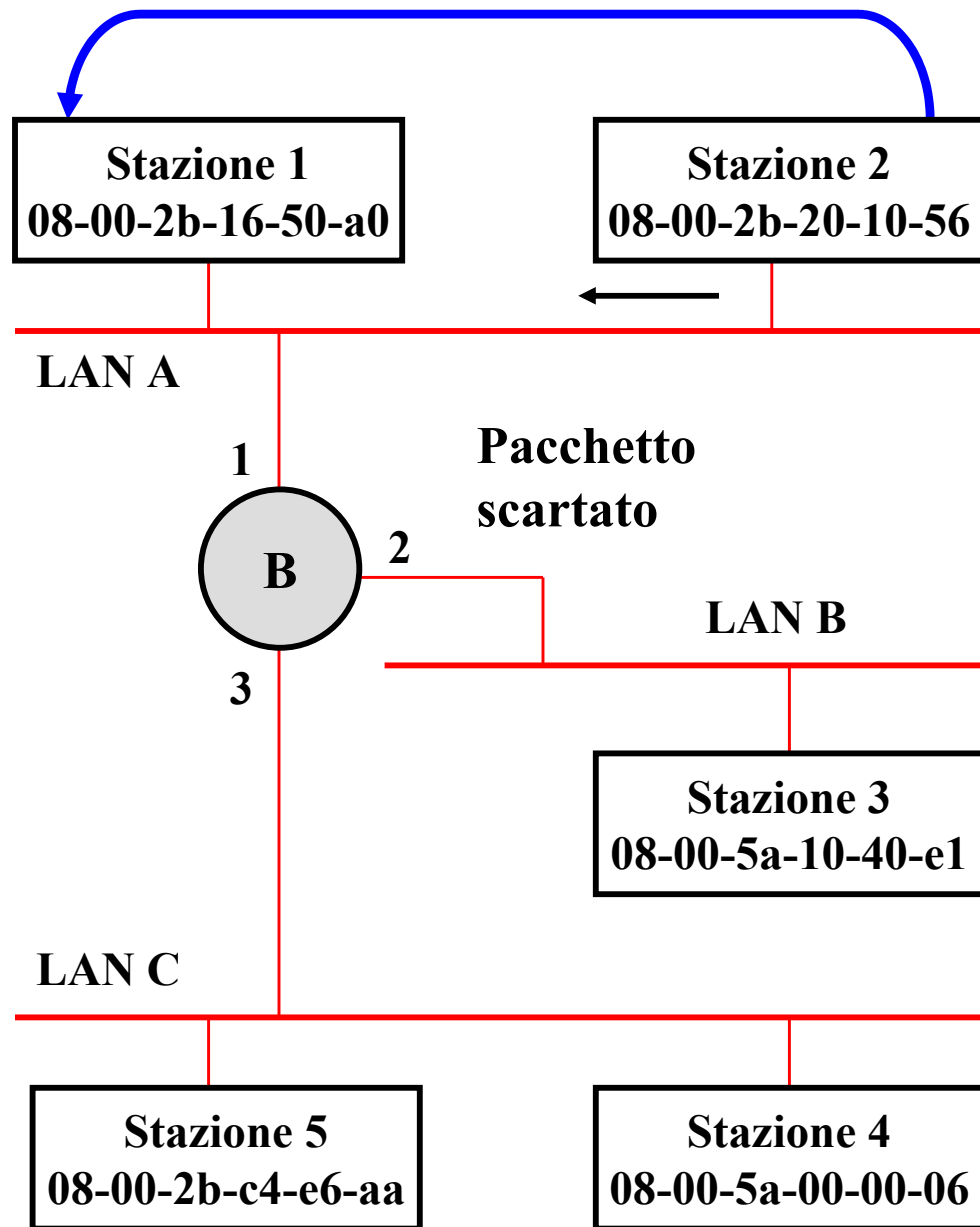 Stazione 1
08-00-2b-16-50-a0
Stazione 2
08-00-2b-20-10-56
LAN A
1
Pacchetto
scartato
B
2
LAN B
3
Stazione 3
08-00-5a-10-40-e1
LAN C
Stazione 5
08-00-2b-c4-e6-aa
Stazione 4
08-00-5a-00-00-06